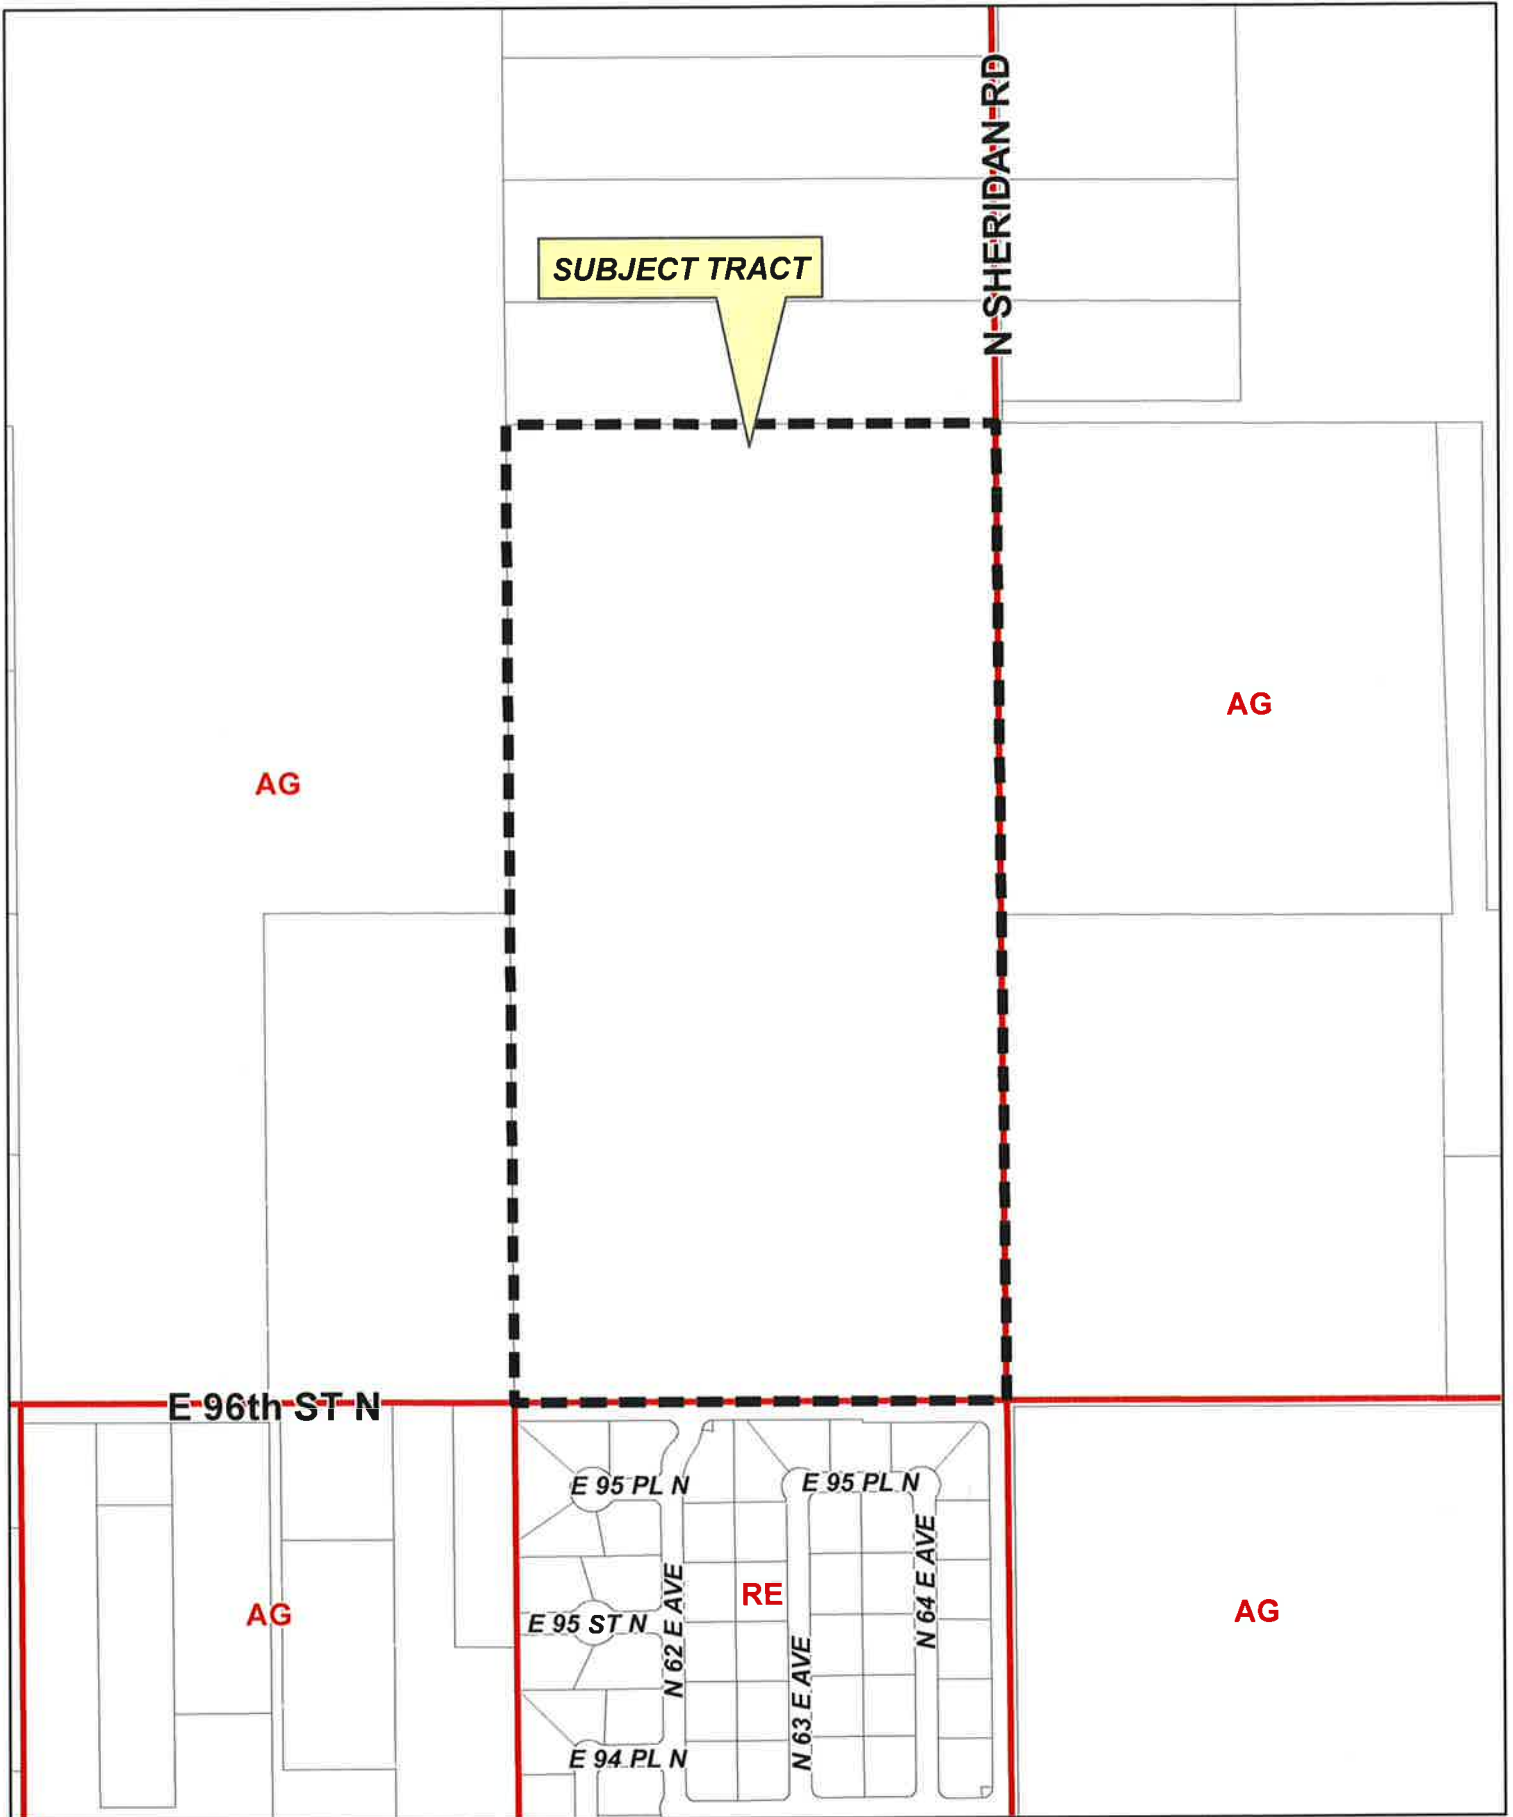 N SHERIDAN RD
SUBJECT TRACT
AG
AG
E 96th ST N
E 95 PL N
E 95 PL N
N 64 E AVE
N 62 E AVE
RE
AG
AG
E 95 ST N
N 63 E AVE
E 94 PL N